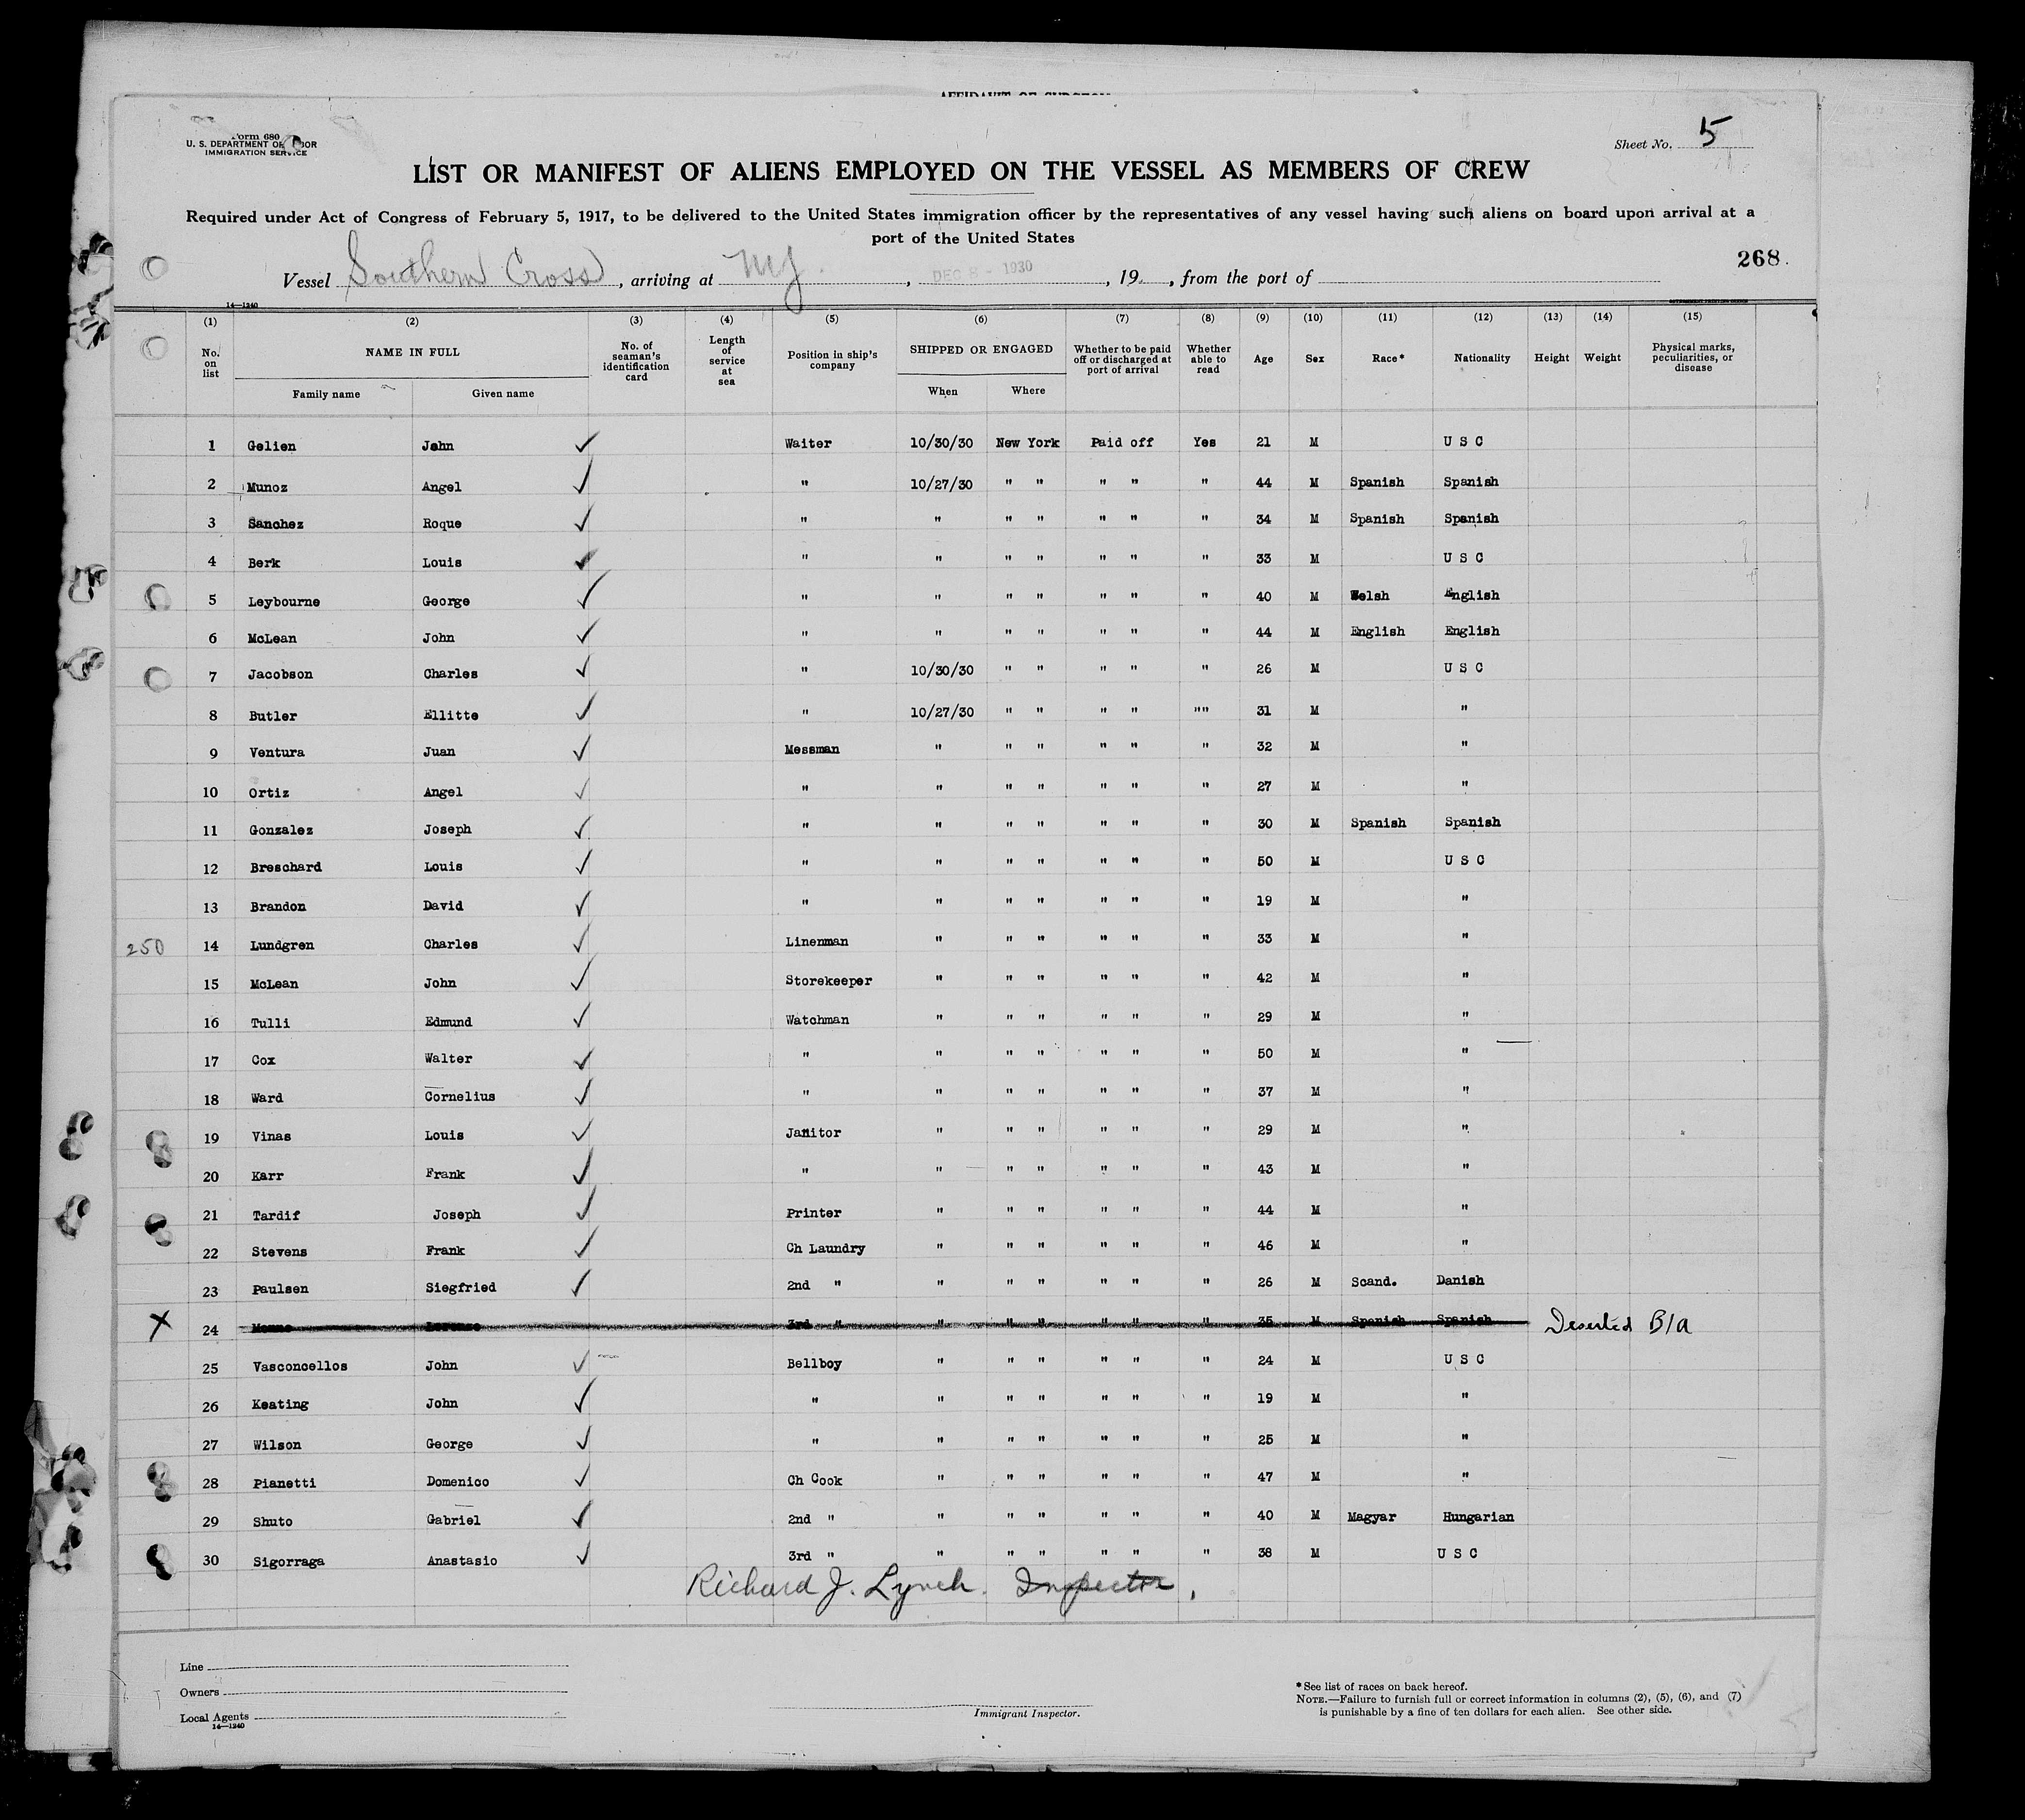 AFFIDAVIT OF SURGEON
Form 680
U. S. DEPARTMENT OF LABOR
IMMIGRATION SERVICE
Sheet No. 5
LIST OR MANIFEST OF ALIENS EMPLOYED ON THE VESSEL AS MEMBERS OF CREW
Required under Act of Congress of February 5, 1917, to be delivered to the United States immigration officer by the representatives of any vessel having such aliens on board upon arrival at a
port of the United States
268
Vessel Southern Cross, arriving at NY, DEC 8 - 1930, 19 , from the port of
14—1240
GOVERNMENT PRINTING OFFICE
(1) (2) (3) (4) (5) (6) (7) (8) (9) (10) (11) (12) (13) (14) (15)
No. on list NAME IN FULL No. of seaman's identification card Length of service at sea Position in ship's company SHIPPED OR ENGAGED Whether to be paid off or discharged at port of arrival Whether able to read Age Sex Race* Nationality Height Weight Physical marks, peculiarities, or disease
Family name Given name When Where
1 Gelien John ✓ Waiter 10/30/30 New York Paid off Yes 21 M U S C
2 Munoz Angel ✓ " 10/27/30 " " " " " 44 M Spanish Spanish
3 Sanchez Roque ✓ " " " " " " " 34 M Spanish Spanish
4 Berk Louis ✓ " " " " " " " 33 M U S C
5 Leybourne George ✓ " " " " " " " 40 M Welsh English
6 McLean John ✓ " " " " " " " 44 M English English
7 Jacobson Charles ✓ " 10/30/30 " " " " " 26 M U S C
8 Butler Ellitte ✓ " 10/27/30 " " " " "" 31 M "
9 Ventura Juan ✓ Messman " " " " " " 32 M "
10 Ortiz Angel ✓ " " " " " " " 27 M "
11 Gonzalez Joseph ✓ " " " " " " " 30 M Spanish Spanish
12 Breschard Louis ✓ " " " " " " " 50 M U S C
13 Brandon David ✓ " " " " " " " 19 M "
250 14 Lundgren Charles ✓ Linenman " " " " " " 33 M "
15 McLean John ✓ Storekeeper " " " " " " 42 M "
16 Tulli Edmund ✓ Watchman " " " " " " 29 M "
17 Cox Walter ✓ " " " " " " " 50 M "
18 Ward Cornelius ✓ " " " " " " " 37 M "
19 Vinas Louis ✓ Janitor " " " " " " 29 M "
20 Karr Frank ✓ " " " " " " " 43 M "
21 Tardif Joseph ✓ Printer " " " " " " 44 M "
22 Stevens Frank ✓ Ch Laundry " " " " " " 46 M "
23 Paulsen Siegfried ✓ 2nd " " " " " " " 26 M Scand. Danish
X 24 Lorenzo 3rd " " " " " " " 35 M Spanish Spanish Deserted B/a
25 Vasconcellos John ✓ Bellboy " " " " " " 24 M U S C
26 Keating John ✓ " " " " " " " 19 M "
27 Wilson George ✓ " " " " " " " 25 M "
28 Pianetti Domenico ✓ Ch Cook " " " " " " 47 M "
29 Shuto Gabriel ✓ 2nd " " " " " " " 40 M Magyar Hungarian
30 Sigorraga Anastasio ✓ 3rd " " " " " " " 38 M U S C
Richard J. Lynch. Inspector,
Line
Owners
Local Agents
14—1240
Immigrant Inspector.
*See list of races on back hereof.
NOTE.—Failure to furnish full or correct information in columns (2), (5), (6), and (7)
is punishable by a fine of ten dollars for each alien. See other side.